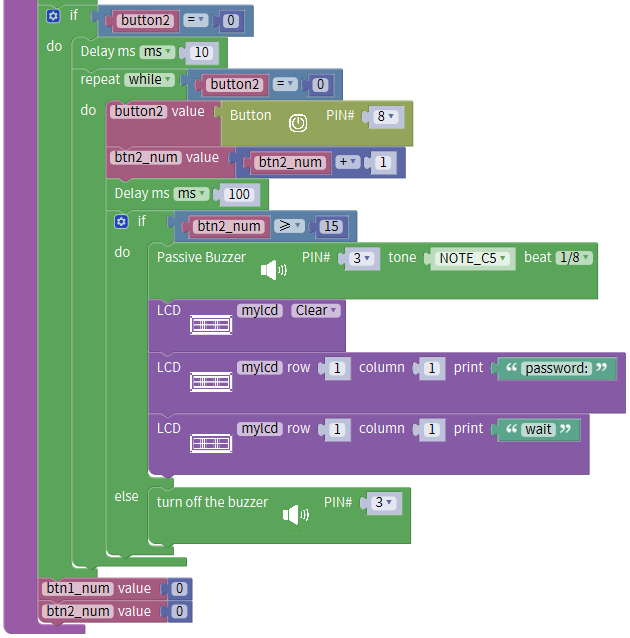 if button2 = 0
do Delay ms ms 10
repeat while button2 = 0
do button2 value Button PIN# 8
btn2_num value btn2_num + 1
Delay ms ms 100
if btn2_num ≥ 15
do Passive Buzzer PIN# 3 tone NOTE_C5 beat 1/8
LCD mylcd Clear
LCD mylcd row 1 column 1 print “ password: ”
LCD mylcd row 1 column 1 print “ wait ”
else turn off the buzzer PIN# 3
btn1_num value 0
btn2_num value 0